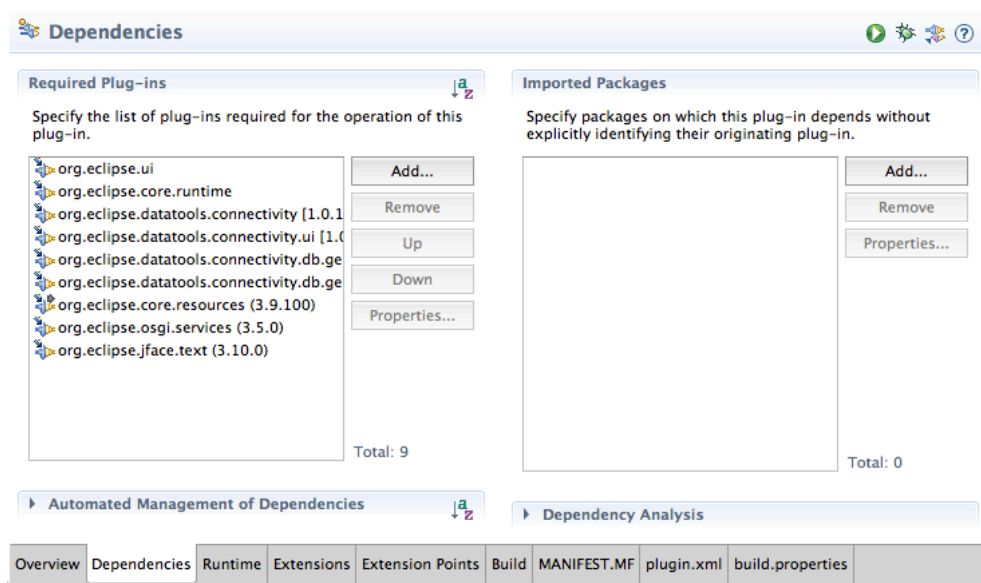 Dependencies
Required Plug-ins
Specify the list of plug-ins required for the operation of this
plug-in.
org.eclipse.ui
org.eclipse.core.runtime
org.eclipse.datatools.connectivity [1.0.1
org.eclipse.datatools.connectivity.ui [1.0
org.eclipse.datatools.connectivity.db.ge
org.eclipse.datatools.connectivity.db.ge
org.eclipse.core.resources (3.9.100)
org.eclipse.osgi.services (3.5.0)
org.eclipse.jface.text (3.10.0)
Add...
Remove
Up
Down
Properties...
Total: 9
Imported Packages
Specify packages on which this plug-in depends without
explicitly identifying their originating plug-in.
Add...
Remove
Properties...
Total: 0
Automated Management of Dependencies
Dependency Analysis
Overview Dependencies Runtime Extensions Extension Points Build MANIFEST.MF plugin.xml build.properties